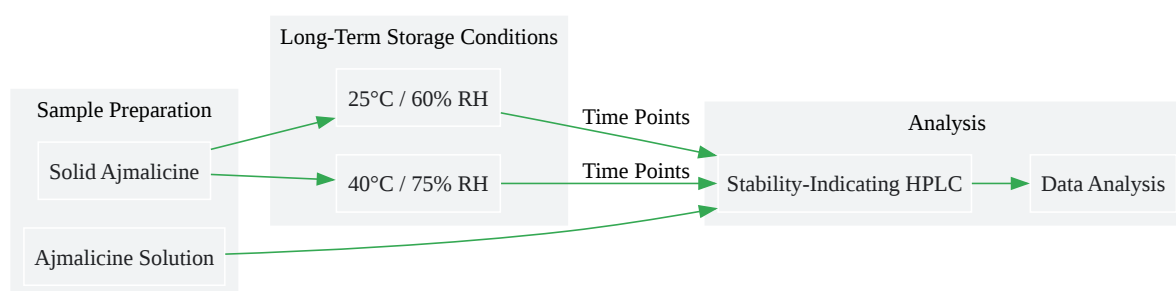 Sample Preparation
Solid Ajmalicine
Ajmalicine Solution
Long-Term Storage Conditions
25°C / 60% RH
40°C / 75% RH
Time Points
Time Points
Analysis
Stability-Indicating HPLC
Data Analysis